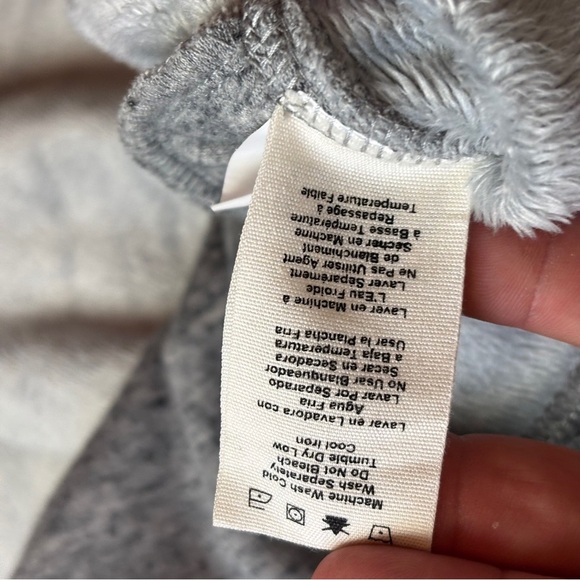 Machine Wash Cold
Wash Separately
Do Not Bleach
Tumble Dry Low
Cool Iron
Lavar en Lavadora con
Agua Fria
Lavar Por Separado
No Usar Blanqueador
Secar en Secadora
a Baja Temperatura
Usar la Plancha Fria
Laver en Machine à
L'Eau Froide
Laver Séparément
Ne Pas Utiliser Agent
de Blanchiment
Sécher en Machine
à Basse Température
Repassage à
Temperature Faible